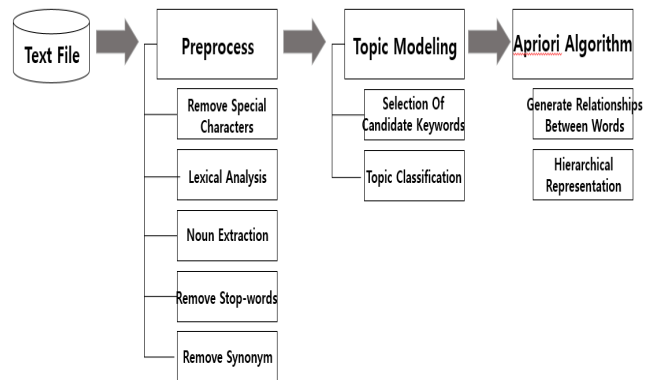 Text File
Preprocess
Remove Special
Characters
Lexical Analysis
Noun Extraction
Remove Stop-words
Remove Synonym
Topic Modeling
Selection Of
Candidate Keywords
Topic Classification
Apriori Algorithm
Generate Relationships
Between Words
Hierarchical
Representation